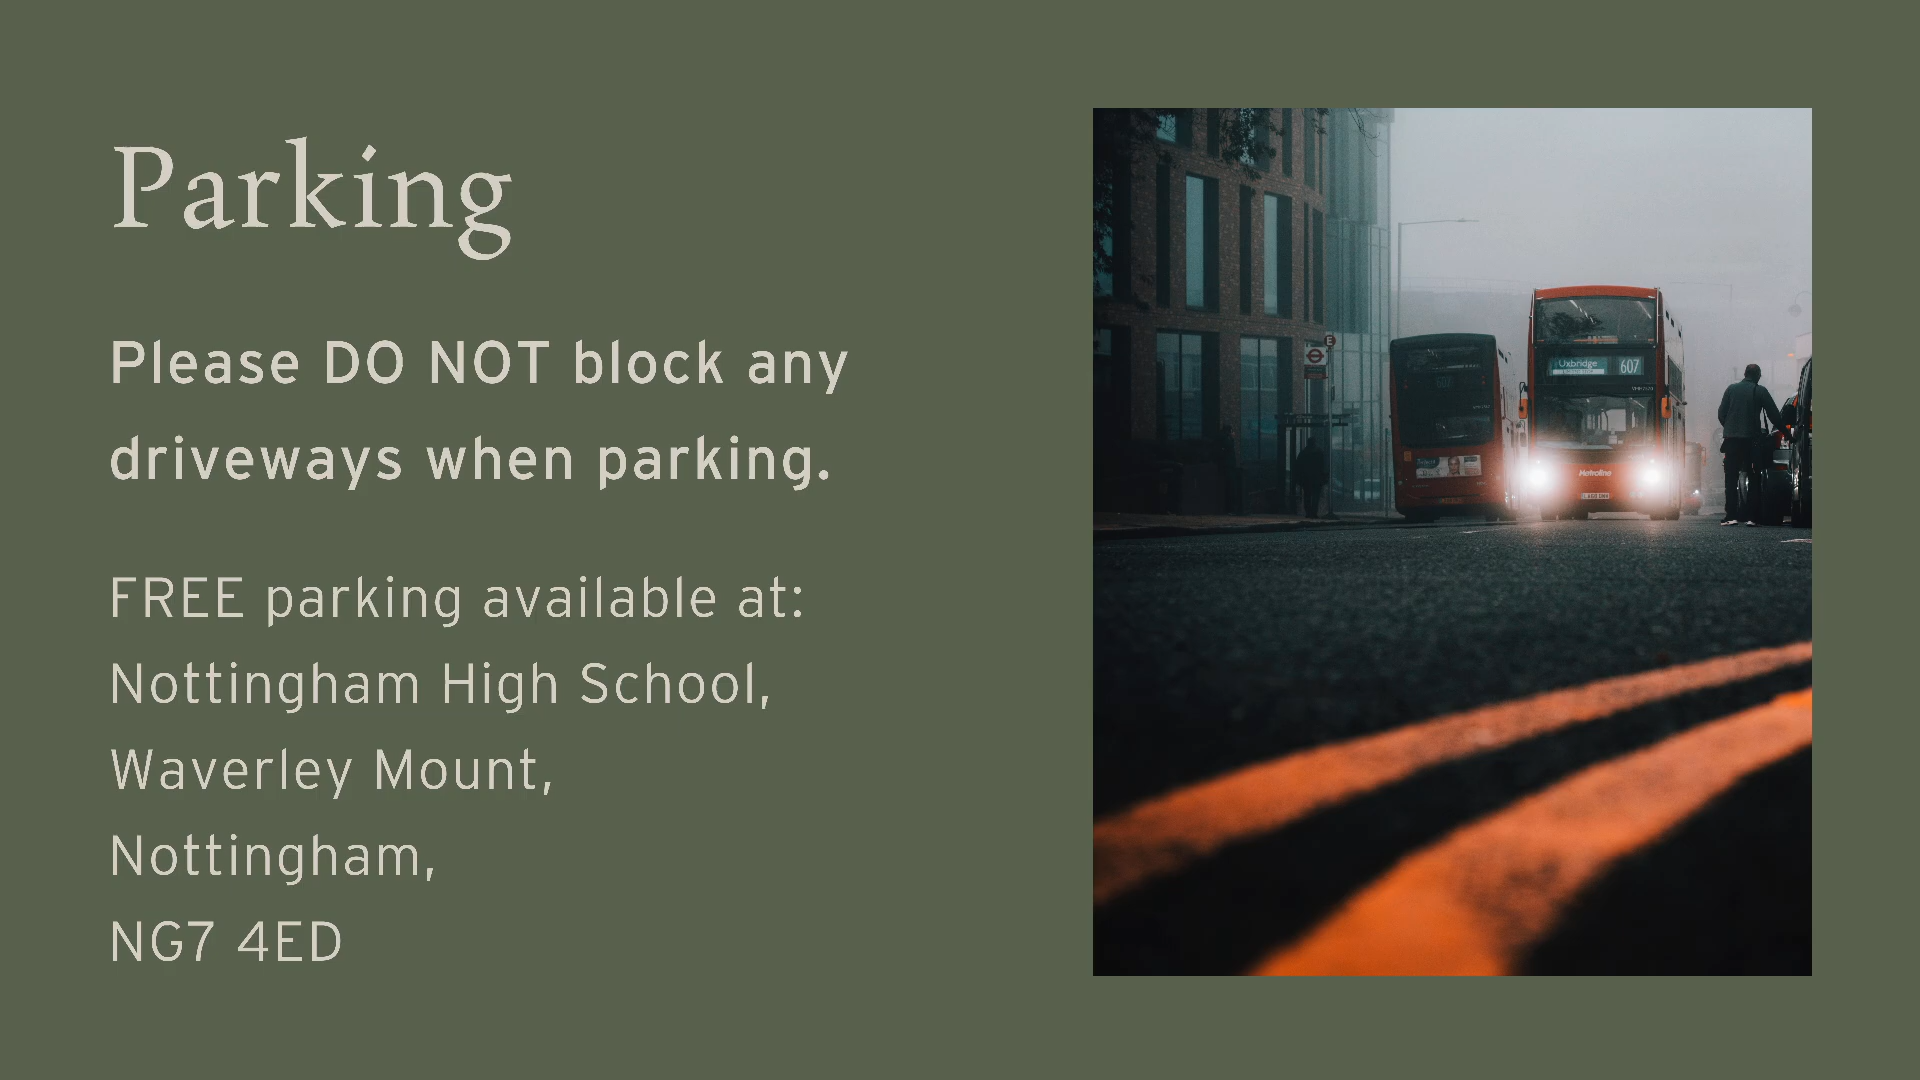 Parking
Please DO NOT block any
driveways when parking.
FREE parking available at:
Nottingham High School,
Waverley Mount,
Nottingham,
NG7 4ED
E
Uxbridge
607
Metroline